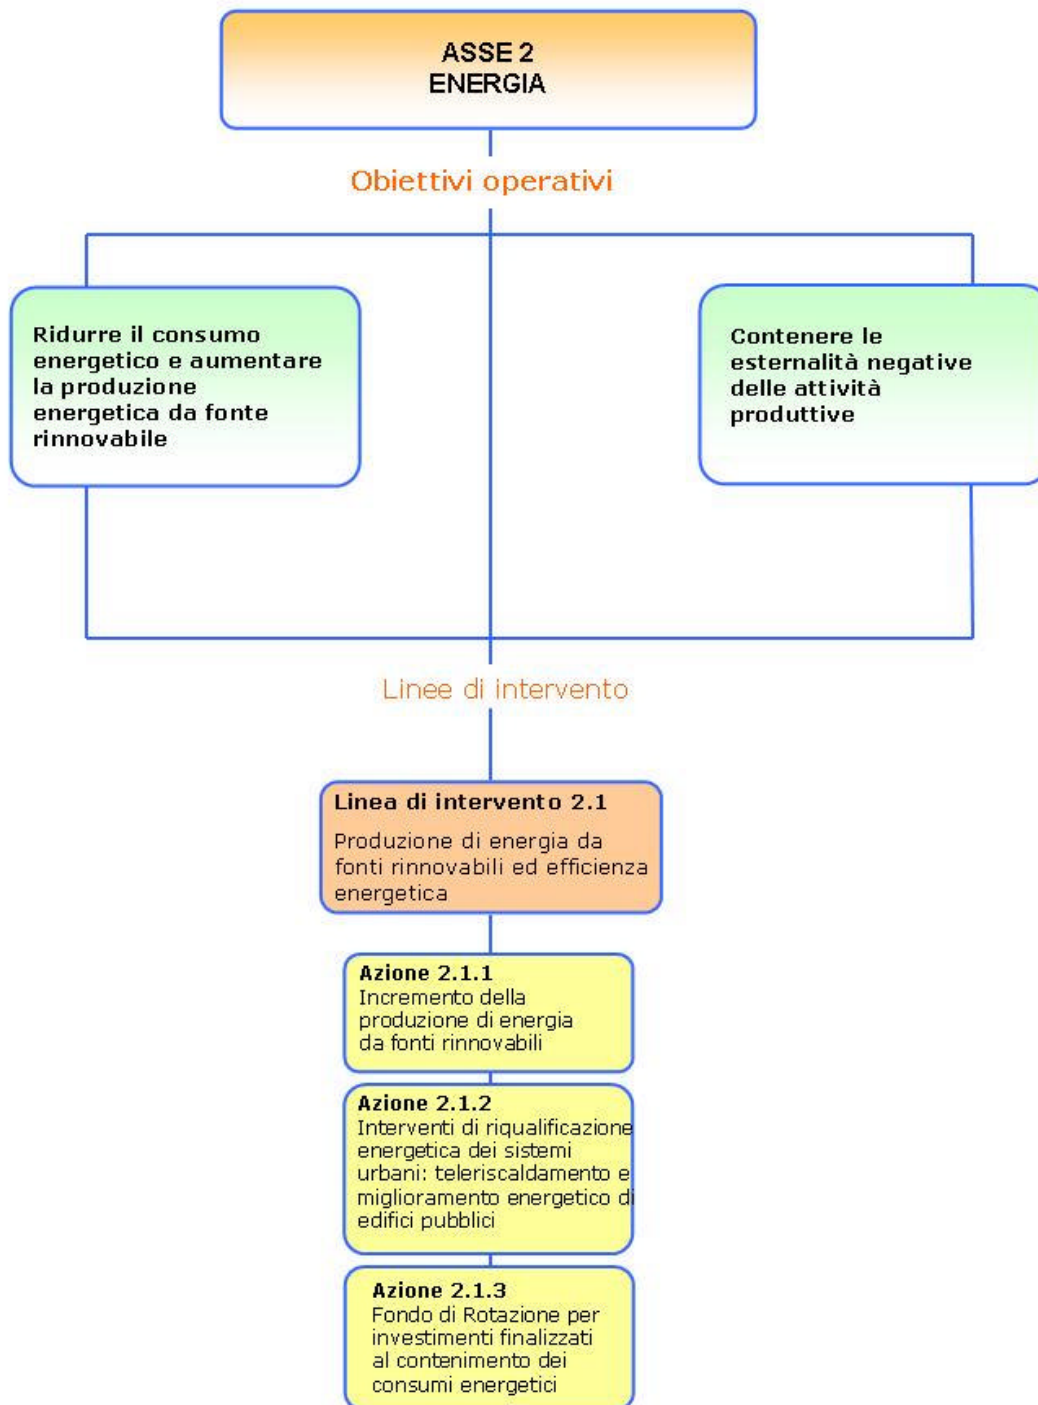 ASSE 2
ENERGIA
Obiettivi operativi
Ridurre il consumo
energetico e aumentare
la produzione
energetica da fonte
rinnovabile
Contenere le
esternalità negative
delle attività
produttive
Linee di intervento
Linea di intervento 2.1
Produzione di energia da
fonti rinnovabili ed efficienza
energetica
Azione 2.1.1
Incremento della
produzione di energia
da fonti rinnovabili
Azione 2.1.2
Interventi di riqualificazione
energetica dei sistemi
urbani: teleriscaldamento e
miglioramento energetico di
edifici pubblici
Azione 2.1.3
Fondo di Rotazione per
investimenti finalizzati
al contenimento dei
consumi energetici